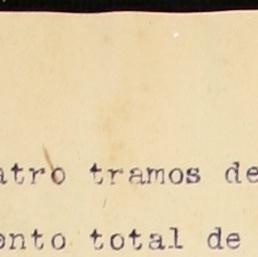 atro tramos de
ento total de